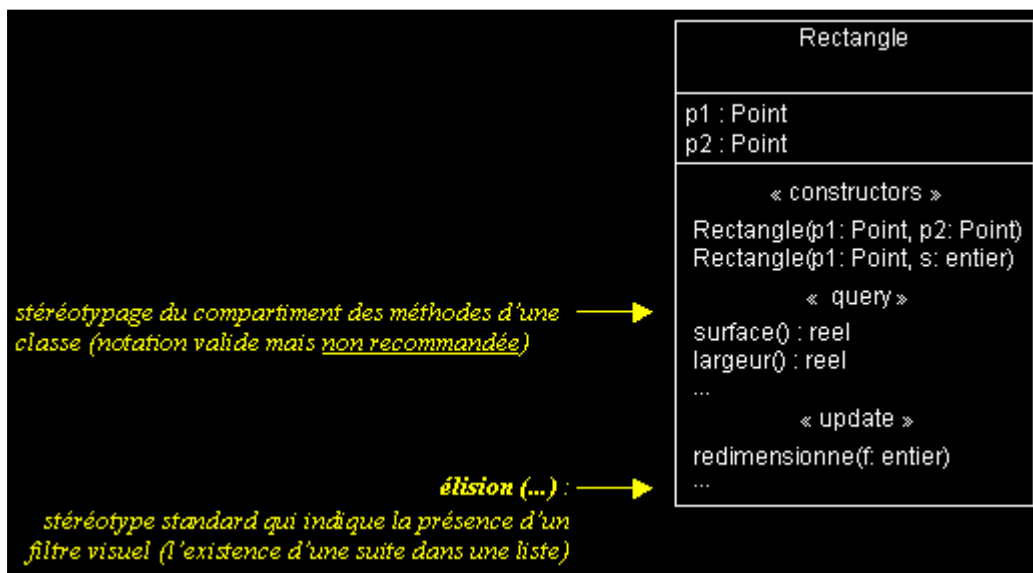 Rectangle
p1 : Point
p2 : Point
« constructors »
Rectangle(p1: Point, p2: Point)
Rectangle(p1: Point, s: entier)
« query »
surface() : reel
largeur() : reel
...
« update »
redimensionne(f: entier)
...
stéréotypage du compartiment des méthodes d'une
classe (notation valide mais non recommandée)
élision (...) :
stéréotype standard qui indique la présence d'un
filtre visuel (l'existence d'une suite dans une liste)